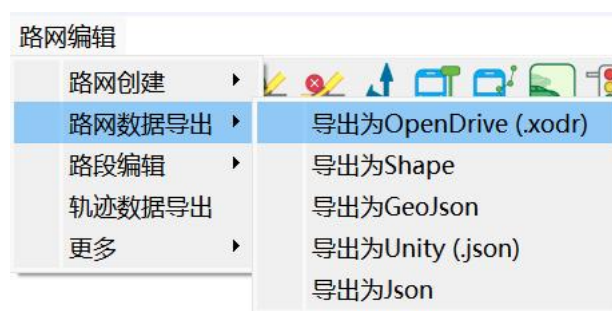 路网编辑
路网创建
路网数据导出
路段编辑
轨迹数据导出
更多
导出为OpenDrive (.xodr)
导出为Shape
导出为GeoJson
导出为Unity (.json)
导出为Json